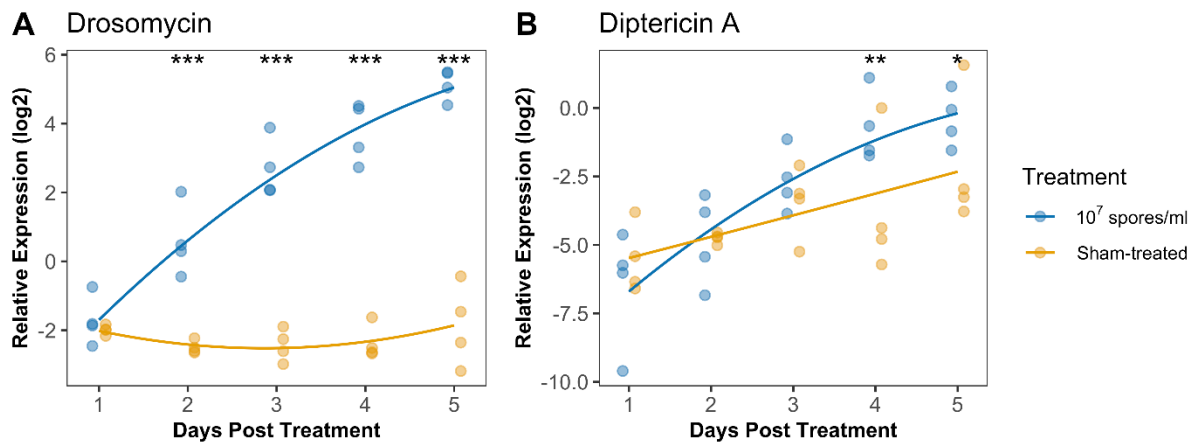 A Drosomycin
Relative Expression (log2)
6
4
2
0
-2
*** *** *** ***
1 2 3 4 5
Days Post Treatment
B Diptericin A
Relative Expression (log2)
0.0
-2.5
-5.0
-7.5
-10.0
** *
1 2 3 4 5
Days Post Treatment
Treatment
10⁷ spores/ml
Sham-treated